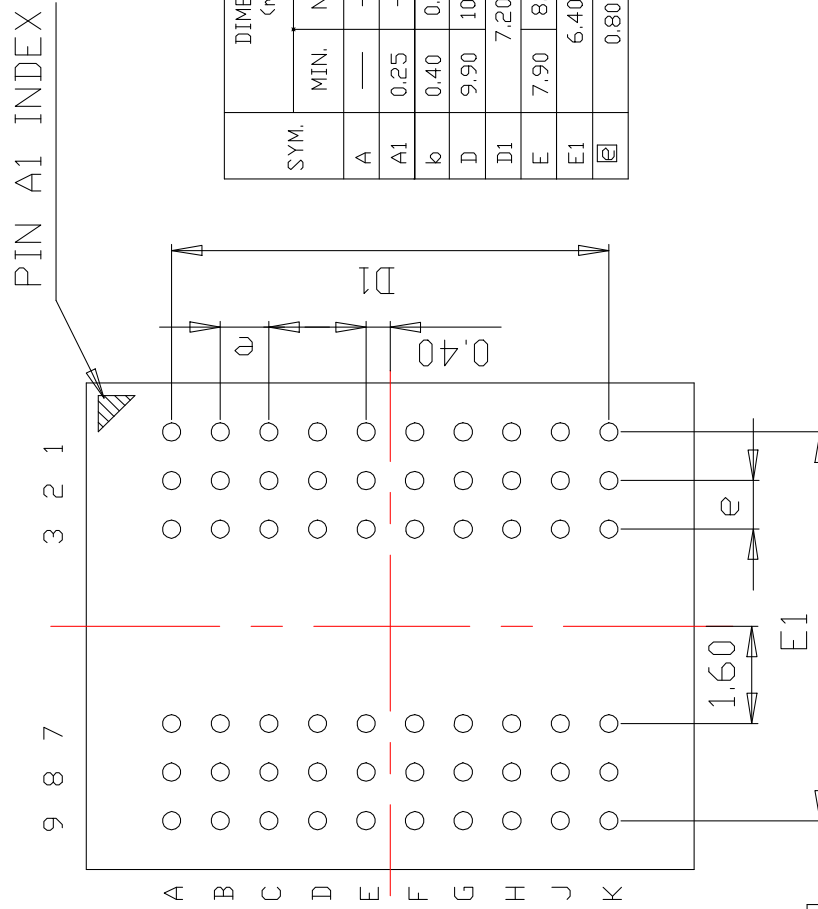 PIN A1 INDEX
SYM.
MIN.
A —
A1 0.25
b 0.40
D 9.90
D1 7.20
E 7.90
E1 6.40
e 0.80
D1
e
0.40
1
2
3
7
8
9
e
1.60
E1
A
B
C
D
E
F
G
H
J
K